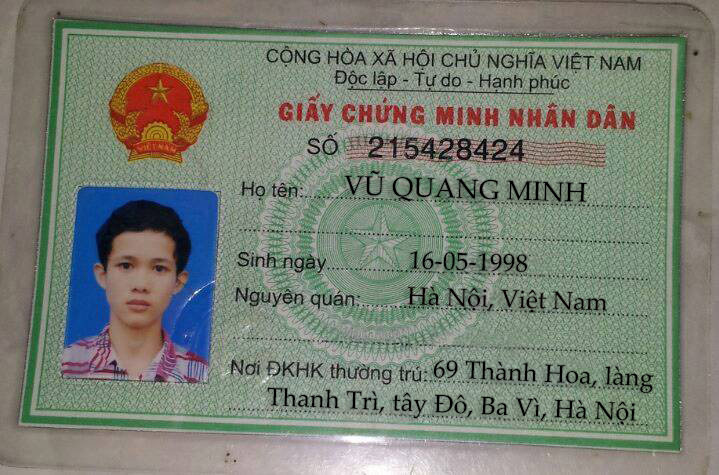 CỘNG HÒA XÃ HỘI CHỦ NGHĨA VIỆT NAM
Độc lập - Tự do - Hạnh phúc
GIẤY CHỨNG MINH NHÂN DÂN
SỐ 215428424
VIỆT NAM
Họ tên: VŨ QUANG MINH
Sinh ngày 16-05-1998
Nguyên quán: Hà Nội, Việt Nam
Nơi ĐKHK thường trú: 69 Thành Hoa, làng
Thanh Trì, tây Đô, Ba Vì, Hà Nội